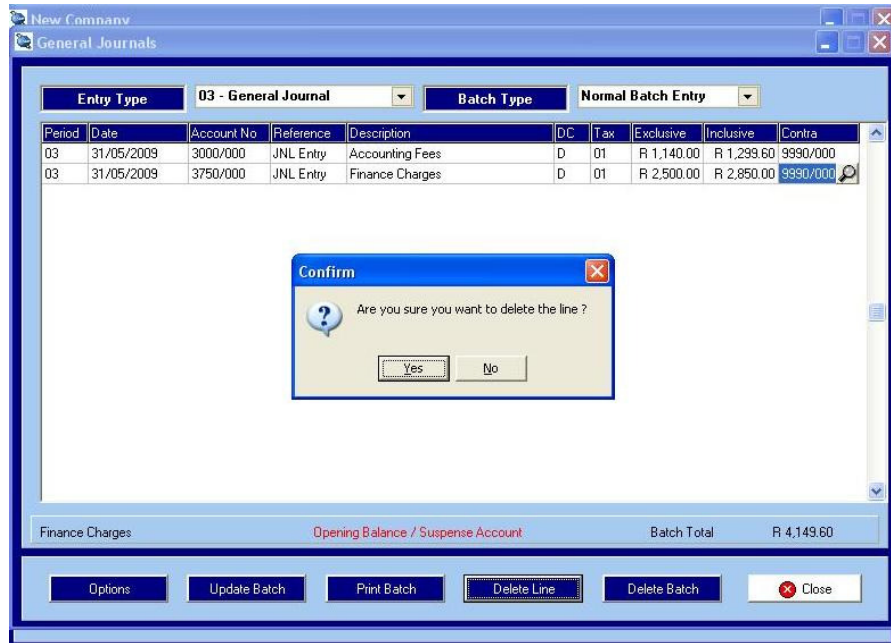 New Company
General Journals
Entry Type 03 - General Journal Batch Type Normal Batch Entry
Period Date Account No Reference Description DC Tax Exclusive Inclusive Contra
03 31/05/2009 3000/000 JNL Entry Accounting Fees D 01 R 1,140.00 R 1,299.60 9990/000
03 31/05/2009 3750/000 JNL Entry Finance Charges D 01 R 2,500.00 R 2,850.00 9990/000
Confirm
Are you sure you want to delete the line ?
Yes No
Finance Charges Opening Balance / Suspense Account Batch Total R 4,149.60
Options Update Batch Print Batch Delete Line Delete Batch Close